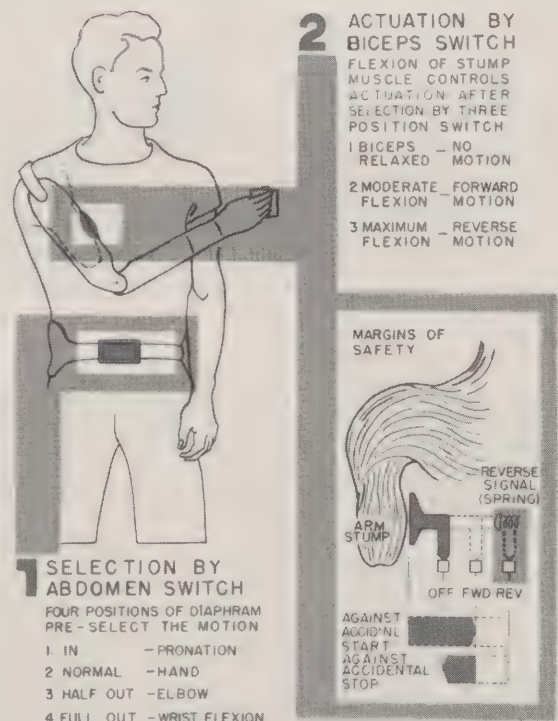 2 ACTUATION BY
BICEPS SWITCH
FLEXION OF STUMP
MUSCLE CONTROLS
ACTUATION AFTER
SELECTION BY THREE
POSITION SWITCH
1 BICEPS – NO
RELAXED MOTION
2 MODERATE – FORWARD
FLEXION MOTION
3 MAXIMUM – REVERSE
FLEXION MOTION
MARGINS OF
SAFETY
REVERSE
SIGNAL
(SPRING)
ARM
STUMP
OFF FWD REV
AGAINST
ACCID'NL
START
AGAINST
ACCIDENTAL
STOP
1 SELECTION BY
ABDOMEN SWITCH
FOUR POSITIONS OF DIAPHRAM
PRE-SELECT THE MOTION
1. IN -PRONATION
2 NORMAL -HAND
3 HALF OUT -ELBOW
4 FULL OUT -WRIST FLEXION